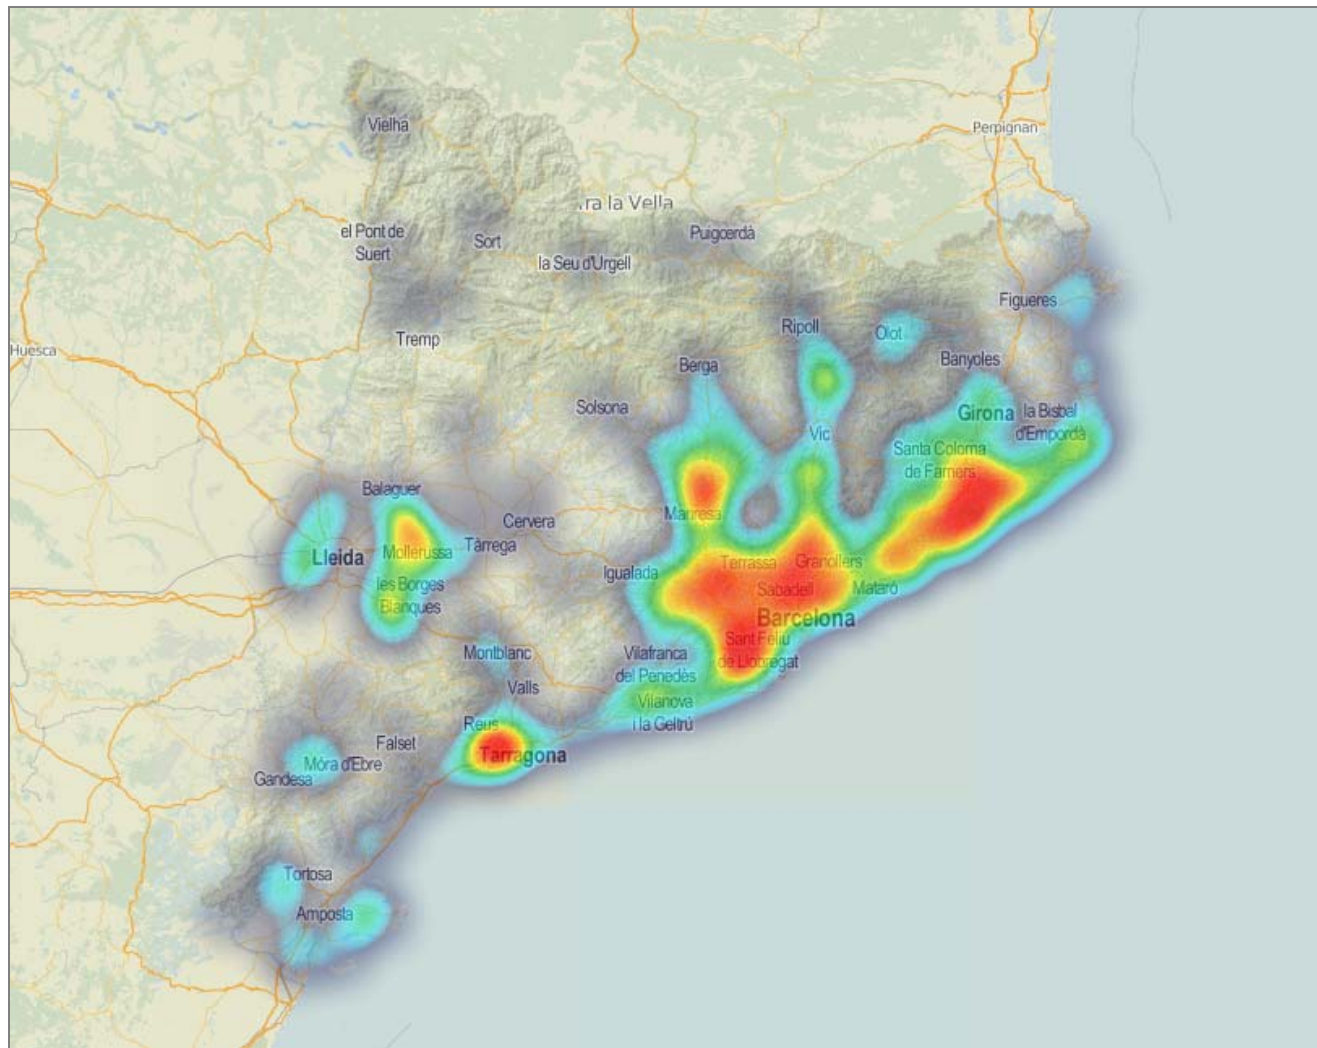 Vielha
Perpignan
rra la Vella
el Pont de
Suert
Sort
Puigcerdà
la Seu d'Urgell
Figueres
Ripoll
Olot
Tremp
Huesca
Banyoles
Berga
Solsona
Girona
la Bisbal
d'Empordà
Vic
Santa Coloma
de Farners
Balaguer
Manresa
Cervera
Tàrrega
Mollerussa
Lleida
Terrassa
Granollers
Igualada
les Borges
Blanques
Sabadell
Mataró
Barcelona
Sant Feliu
de Llobregat
Montblanc
Vilafranca
del Penedès
Valls
Vilanova
i la Geltrú
Reus
Falset
Tarragona
Móra d'Ebre
Gandesa
Tortosa
Amposta